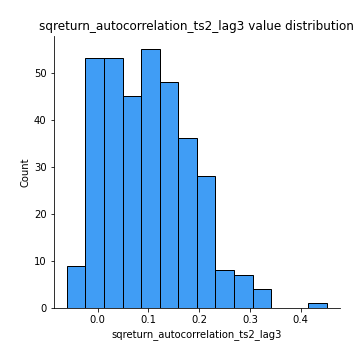 sqreturn_autocorrelation_ts2_lag3 value distribution
50
40
30
20
10
0
Count
0.0 0.1 0.2 0.3 0.4
sqreturn_autocorrelation_ts2_lag3